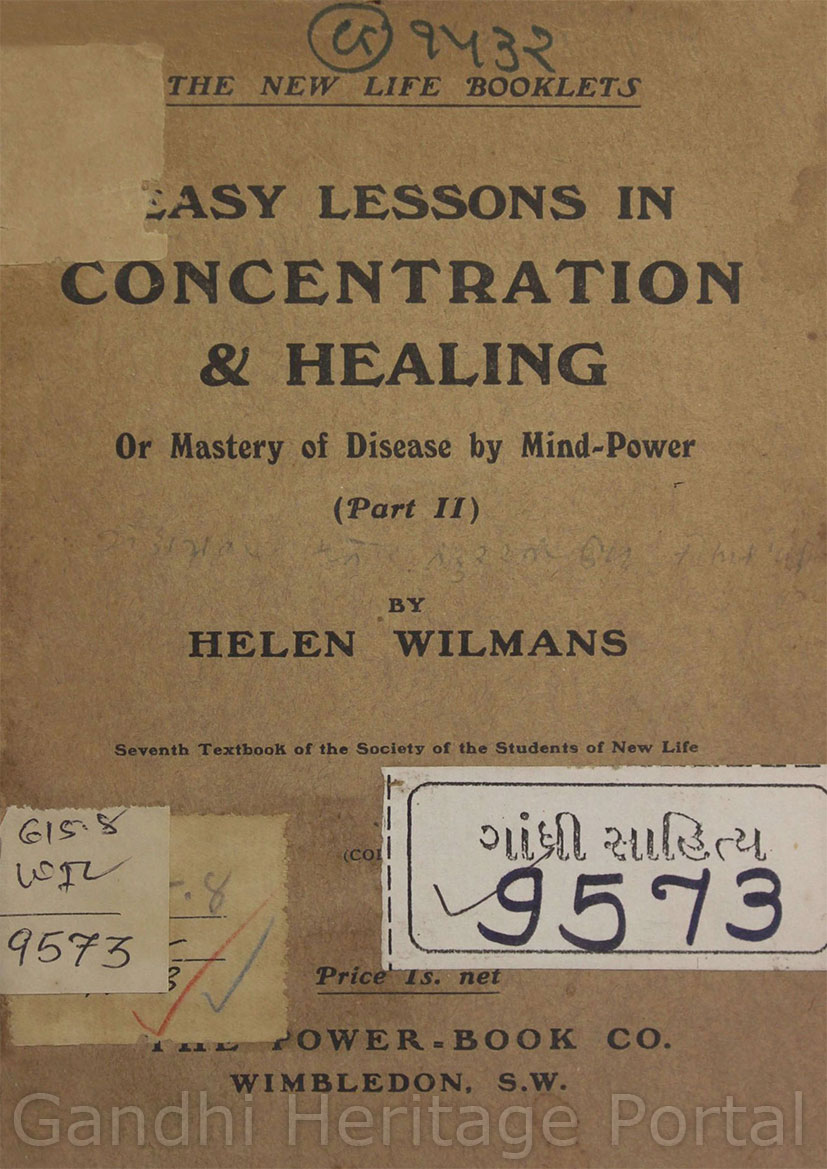 ૧૫૩૨
THE NEW LIFE BOOKLETS
EASY LESSONS IN
CONCENTRATION
& HEALING
Or Mastery of Disease by Mind-Power
(Part II)
BY
HELEN WILMANS
Seventh Textbook of the Society of the Students of New Life
ગાંધી સાહિત્ય
9573
615.8
9573
Price 1s. net
THE POWER-BOOK CO.
WIMBLEDON, S.W.
Gandhi Heritage Portal